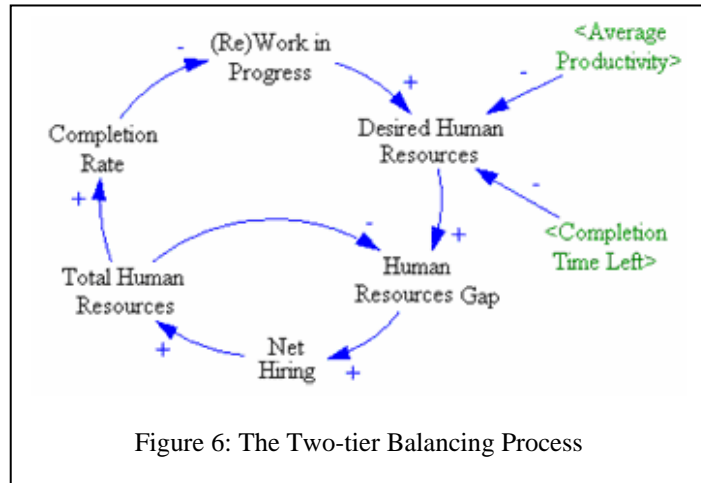 (Re)Work in
Progress
<Average
Productivity>
Completion
Rate
Desired Human
Resources
Total Human
Resources
Human
Resources Gap
<Completion
Time Left>
Net
Hiring
-
+
-
-
+
+
-
+
+
Figure 6: The Two-tier Balancing Process